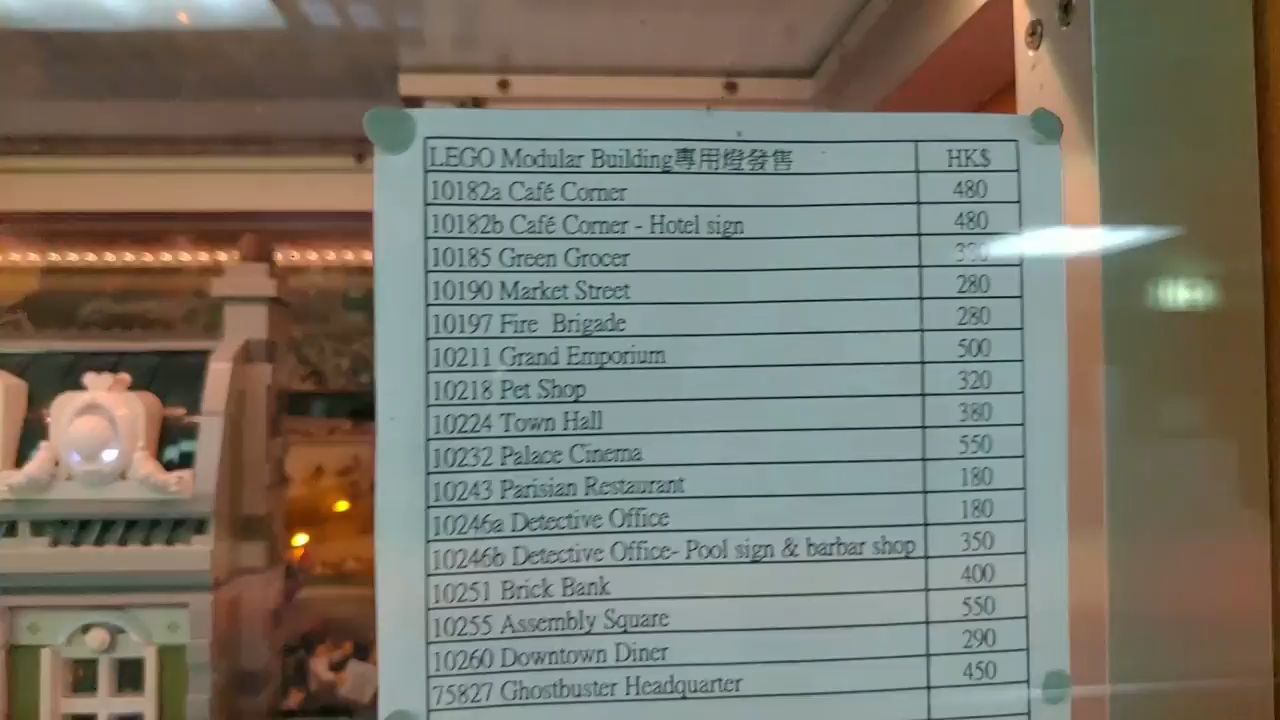 LEGO Modular Building專用燈發售 HK$
10182a Café Corner 480
10182b Café Corner - Hotel sign 480
10185 Green Grocer
10190 Market Street 280
10197 Fire Brigade 280
10211 Grand Emporium 500
10218 Pet Shop 320
10224 Town Hall 380
10232 Palace Cinema 550
10243 Parisian Restaurant 180
10246a Detective Office 180
10246b Detective Office- Pool sign & barbar shop 350
10251 Brick Bank 400
10255 Assembly Square 550
10260 Downtown Diner 290
75827 Ghostbuster Headquarter 450